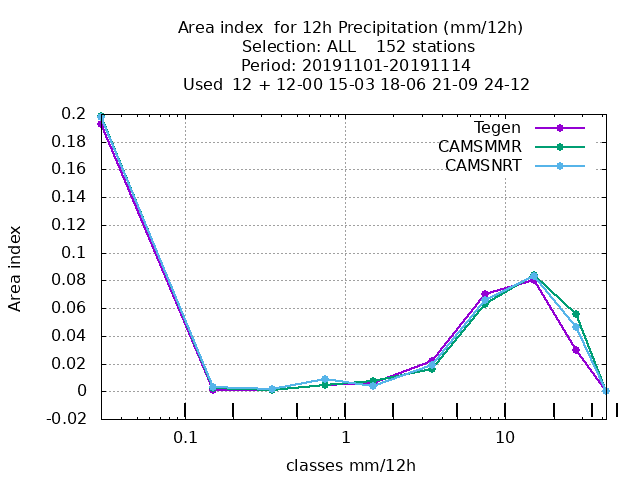 Area index  for 12h Precipitation (mm/12h)
Selection: ALL    152 stations
Period: 20191101-20191114
Used  12 + 12-00 15-03 18-06 21-09 24-12
Tegen
CAMSMMR
CAMSNRT
0.2
0.18
0.16
0.14
0.12
0.1
0.08
0.06
0.04
0.02
0
-0.02
Area index
0.1
1
10
classes mm/12h